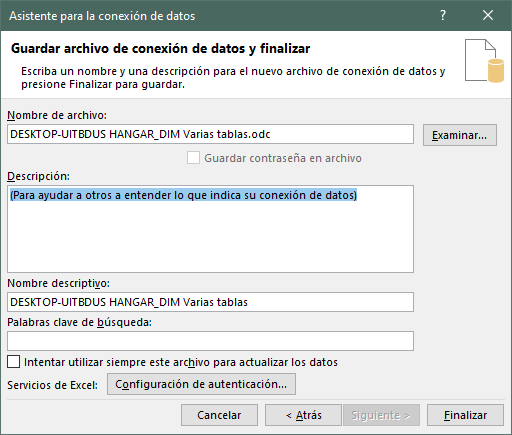 Asistente para la conexión de datos
?
Guardar archivo de conexión de datos y finalizar
Escriba un nombre y una descripción para el nuevo archivo de conexión de datos y
presione Finalizar para guardar.
Nombre de archivo:
DESKTOP-UITBDUS HANGAR_DIM Varias tablas.odc
Examinar...
Guardar contraseña en archivo
Descripción:
(Para ayudar a otros a entender lo que indica su conexión de datos)
Nombre descriptivo:
DESKTOP-UITBDUS HANGAR_DIM Varias tablas
Palabras clave de búsqueda:
Intentar utilizar siempre este archivo para actualizar los datos
Servicios de Excel: Configuración de autenticación...
Cancelar < Atrás Siguiente > Finalizar